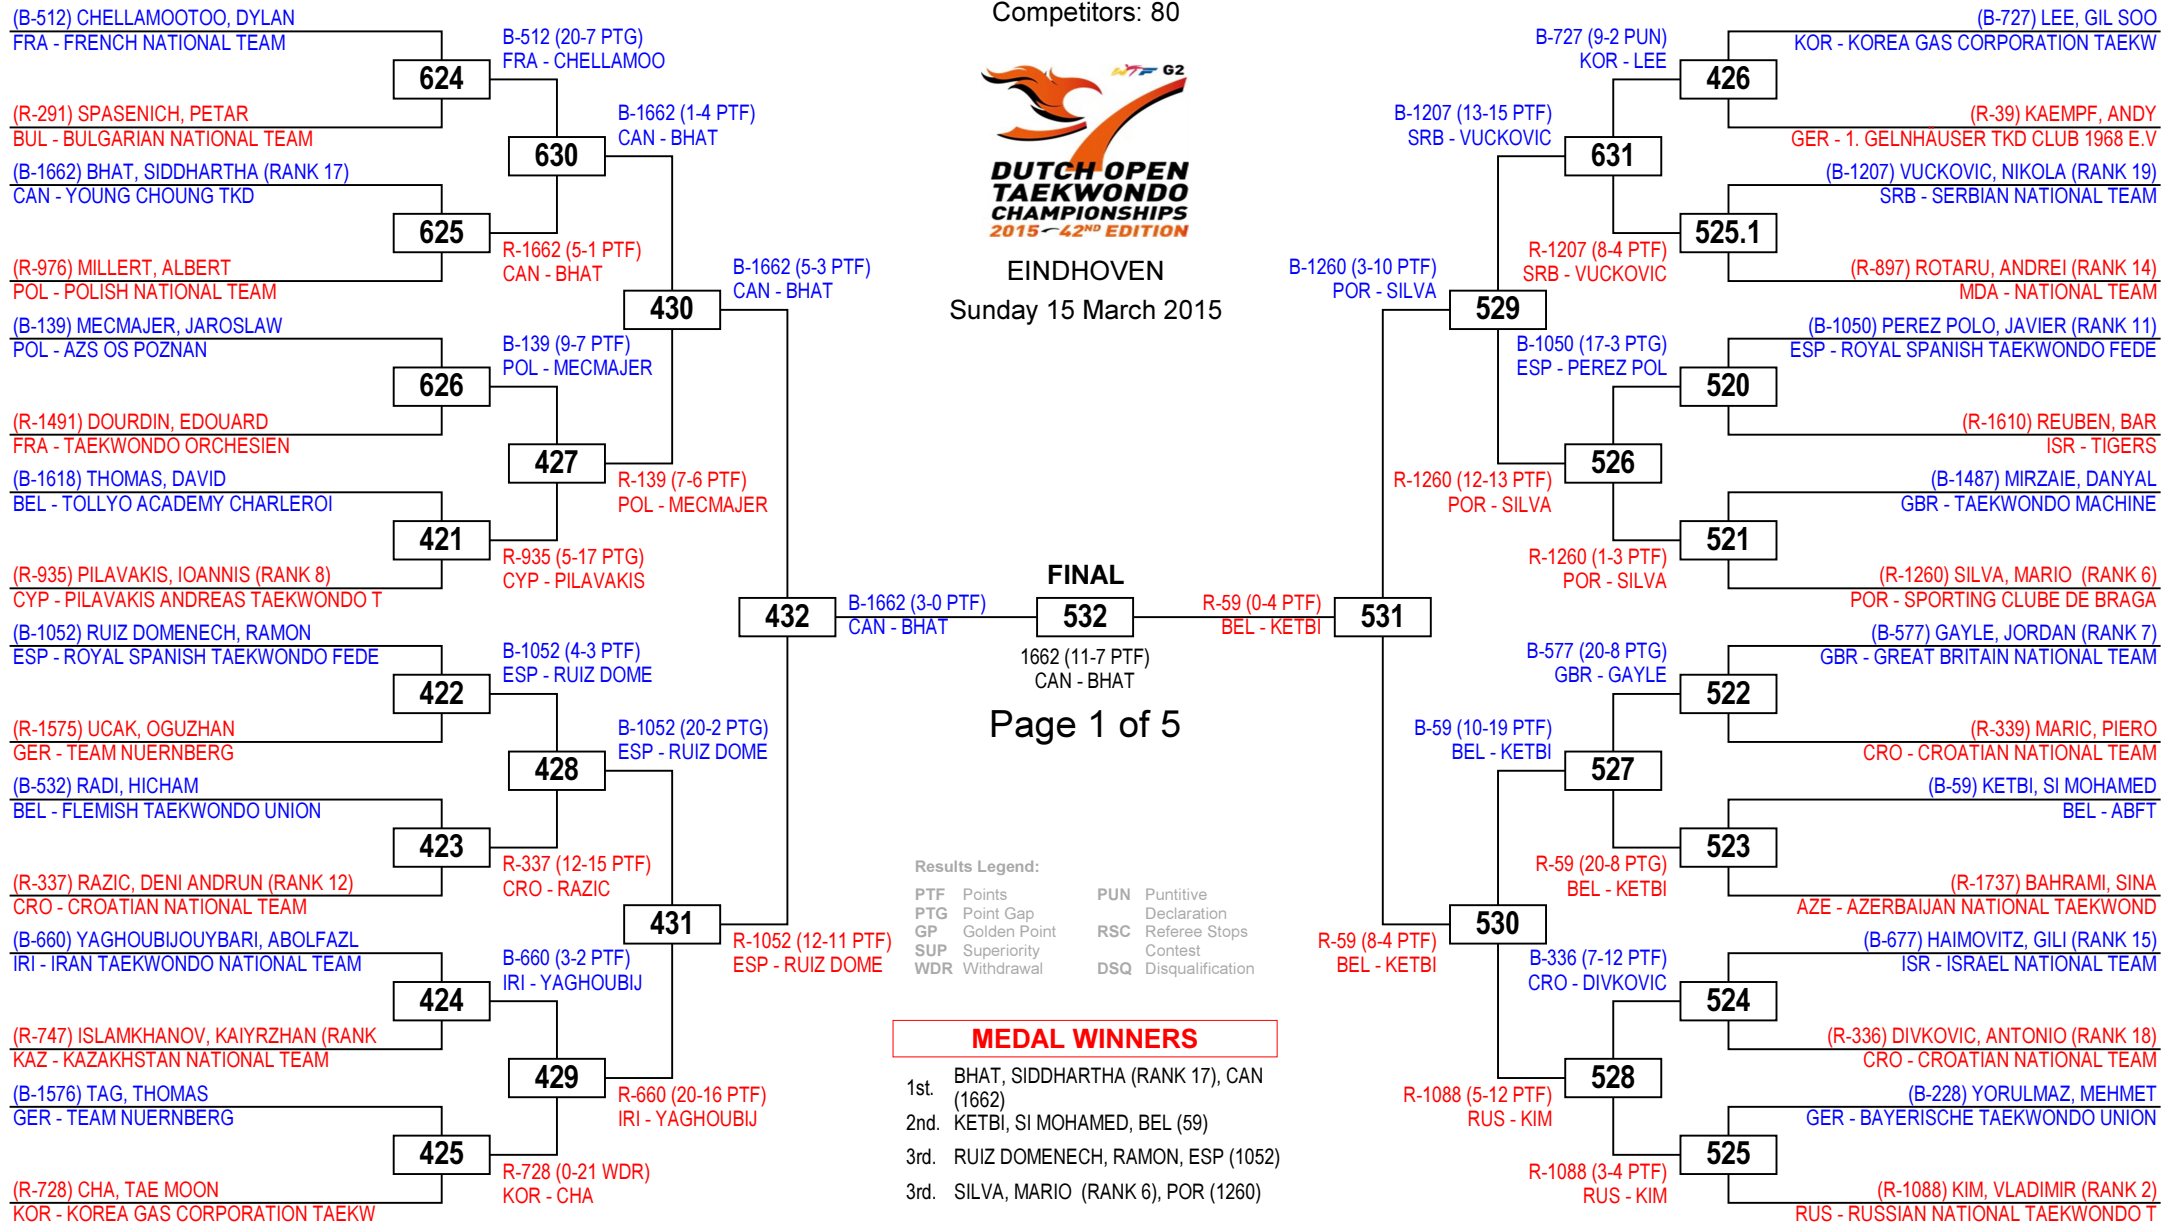 Competitors: 80
WTF G2
DUTCH OPEN
TAEKWONDO
CHAMPIONSHIPS
2015 ~ 42ND EDITION
EINDHOVEN
Sunday 15 March 2015
(B-512) CHELLAMOOTOO, DYLAN
FRA - FRENCH NATIONAL TEAM
624
(R-291) SPASENICH, PETAR
BUL - BULGARIAN NATIONAL TEAM
(B-1662) BHAT, SIDDHARTHA (RANK 17)
CAN - YOUNG CHOUNG TKD
625
(R-976) MILLERT, ALBERT
POL - POLISH NATIONAL TEAM
(B-139) MECMAJER, JAROSLAW
POL - AZS OS POZNAN
626
(R-1491) DOURDIN, EDOUARD
FRA - TAEKWONDO ORCHESIEN
(B-1618) THOMAS, DAVID
BEL - TOLLYO ACADEMY CHARLEROI
421
(R-935) PILAVAKIS, IOANNIS (RANK 8)
CYP - PILAVAKIS ANDREAS TAEKWONDO T
(B-1052) RUIZ DOMENECH, RAMON
ESP - ROYAL SPANISH TAEKWONDO FEDE
422
(R-1575) UCAK, OGUZHAN
GER - TEAM NUERNBERG
(B-532) RADI, HICHAM
BEL - FLEMISH TAEKWONDO UNION
423
(R-337) RAZIC, DENI ANDRUN (RANK 12)
CRO - CROATIAN NATIONAL TEAM
(B-660) YAGHOUBIJOUYBARI, ABOLFAZL
IRI - IRAN TAEKWONDO NATIONAL TEAM
424
(R-747) ISLAMKHANOV, KAIYRZHAN (RANK
KAZ - KAZAKHSTAN NATIONAL TEAM
(B-1576) TAG, THOMAS
GER - TEAM NUERNBERG
425
(R-728) CHA, TAE MOON
KOR - KOREA GAS CORPORATION TAEKW
B-512 (20-7 PTG)
FRA - CHELLAMOO
630
R-1662 (5-1 PTF)
CAN - BHAT
B-139 (9-7 PTF)
POL - MECMAJER
427
R-935 (5-17 PTG)
CYP - PILAVAKIS
B-1052 (4-3 PTF)
ESP - RUIZ DOME
428
R-337 (12-15 PTF)
CRO - RAZIC
B-660 (3-2 PTF)
IRI - YAGHOUBIJ
429
R-728 (0-21 WDR)
KOR - CHA
B-1662 (1-4 PTF)
CAN - BHAT
430
R-139 (7-6 PTF)
POL - MECMAJER
B-1052 (20-2 PTG)
ESP - RUIZ DOME
431
R-660 (20-16 PTF)
IRI - YAGHOUBIJ
B-1662 (5-3 PTF)
CAN - BHAT
432
R-1052 (12-11 PTF)
ESP - RUIZ DOME
B-1662 (3-0 PTF)
CAN - BHAT
FINAL
532
1662 (11-7 PTF)
CAN - BHAT
Page 1 of 5
R-59 (0-4 PTF)
BEL - KETBI
531
B-1260 (3-10 PTF)
POR - SILVA
R-59 (8-4 PTF)
BEL - KETBI
529
530
B-1207 (13-15 PTF)
SRB - VUCKOVIC
R-1260 (12-13 PTF)
POR - SILVA
B-59 (10-19 PTF)
BEL - KETBI
R-1088 (5-12 PTF)
RUS - KIM
B-727 (9-2 PUN)
KOR - LEE
631
R-1207 (8-4 PTF)
SRB - VUCKOVIC
B-1050 (17-3 PTG)
ESP - PEREZ POL
526
R-1260 (1-3 PTF)
POR - SILVA
B-577 (20-8 PTG)
GBR - GAYLE
527
R-59 (20-8 PTG)
BEL - KETBI
B-336 (7-12 PTF)
CRO - DIVKOVIC
528
R-1088 (3-4 PTF)
RUS - KIM
(B-727) LEE, GIL SOO
KOR - KOREA GAS CORPORATION TAEKW
426
(R-39) KAEMPF, ANDY
GER - 1. GELNHÄUSER TKD CLUB 1968 E.V
(B-1207) VUCKOVIC, NIKOLA (RANK 19)
SRB - SERBIAN NATIONAL TEAM
525.1
(R-897) ROTARU, ANDREI (RANK 14)
MDA - NATIONAL TEAM
(B-1050) PEREZ POLO, JAVIER (RANK 11)
ESP - ROYAL SPANISH TAEKWONDO FEDE
520
(R-1610) REUBEN, BAR
ISR - TIGERS
(B-1487) MIRZAIE, DANYAL
GBR - TAEKWONDO MACHINE
521
(R-1260) SILVA, MARIO (RANK 6)
POR - SPORTING CLUBE DE BRAGA
(B-577) GAYLE, JORDAN (RANK 7)
GBR - GREAT BRITAIN NATIONAL TEAM
522
(R-339) MARIC, PIERO
CRO - CROATIAN NATIONAL TEAM
(B-59) KETBI, SI MOHAMED
BEL - ABFT
523
(R-1737) BAHRAMI, SINA
AZE - AZERBAIJAN NATIONAL TAEKWOND
(B-677) HAIMOVITZ, GILI (RANK 15)
ISR - ISRAEL NATIONAL TEAM
524
(R-336) DIVKOVIC, ANTONIO (RANK 18)
CRO - CROATIAN NATIONAL TEAM
(B-228) YORULMAZ, MEHMET
GER - BAYERISCHE TAEKWONDO UNION
525
(R-1088) KIM, VLADIMIR (RANK 2)
RUS - RUSSIAN NATIONAL TAEKWONDO T
Results Legend:
PTF Points
PTG Point Gap
GP Golden Point
SUP Superiority
WDR Withdrawal
PUN Puntitive
Declaration
RSC Referee Stops
Contest
DSQ Disqualification
MEDAL WINNERS
1st. BHAT, SIDDHARTHA (RANK 17), CAN
(1662)
2nd. KETBI, SI MOHAMED, BEL (59)
3rd. RUIZ DOMENECH, RAMON, ESP (1052)
3rd. SILVA, MARIO (RANK 6), POR (1260)